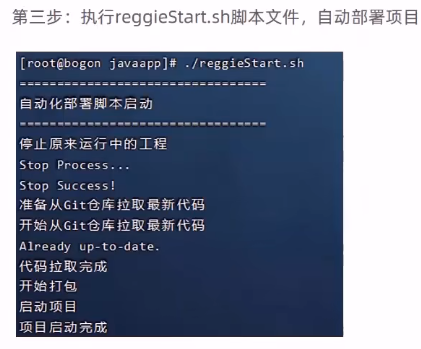 第三步：执行reggieStart.sh脚本文件，自动部署项目
[root@bogon javaapp]# ./reggieStart.sh
=================================
自动化部署脚本启动
=================================
停止原来运行中的工程
Stop Process...
Stop Success!
准备从Git仓库拉取最新代码
开始从Git仓库拉取最新代码
Already up-to-date.
代码拉取完成
开始打包
启动项目
项目启动完成